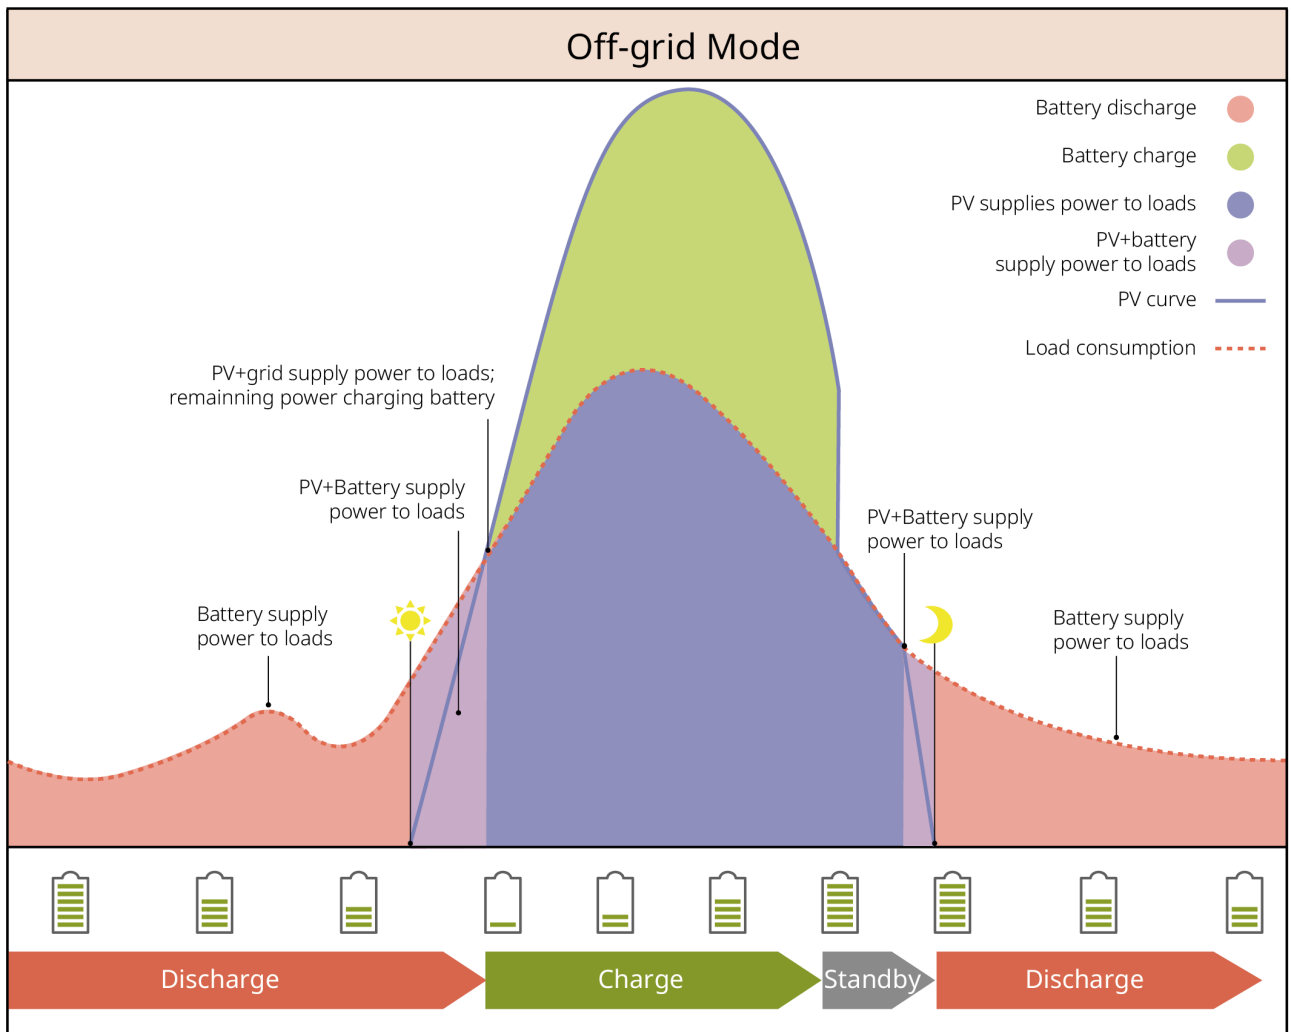 Off-grid Mode
Battery discharge
Battery charge
PV supplies power to loads
PV+battery
supply power to loads
PV curve
Load consumption
PV+grid supply power to loads;
remainning power charging battery
PV+Battery supply
power to loads
PV+Battery supply
power to loads
Battery supply
power to loads
Battery supply
power to loads
Discharge
Charge
Standby
Discharge